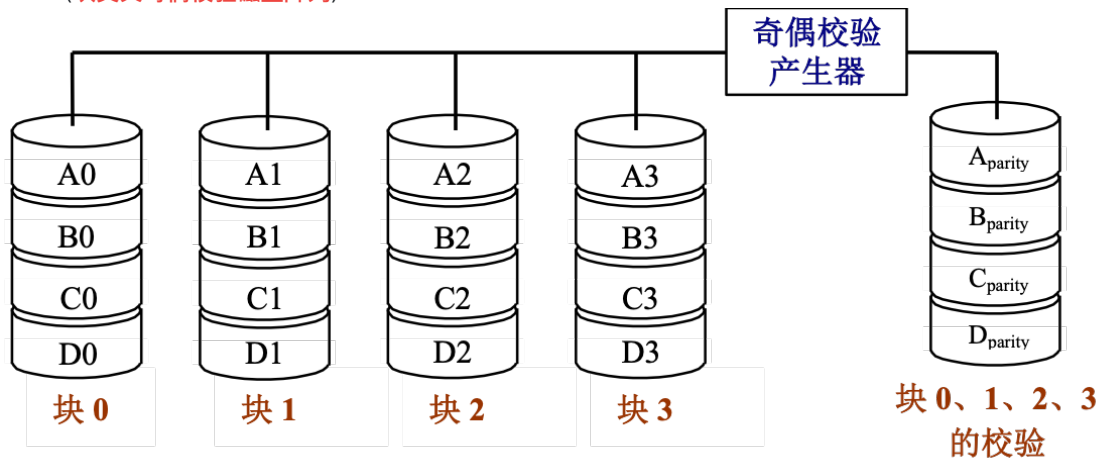 奇偶校验
产生器
A0 A1 A2 A3 Aparity
B0 B1 B2 B3 Bparity
C0 C1 C2 C3 Cparity
D0 D1 D2 D3 Dparity
块 0 块 1 块 2 块 3 块 0、1、2、3
的校验